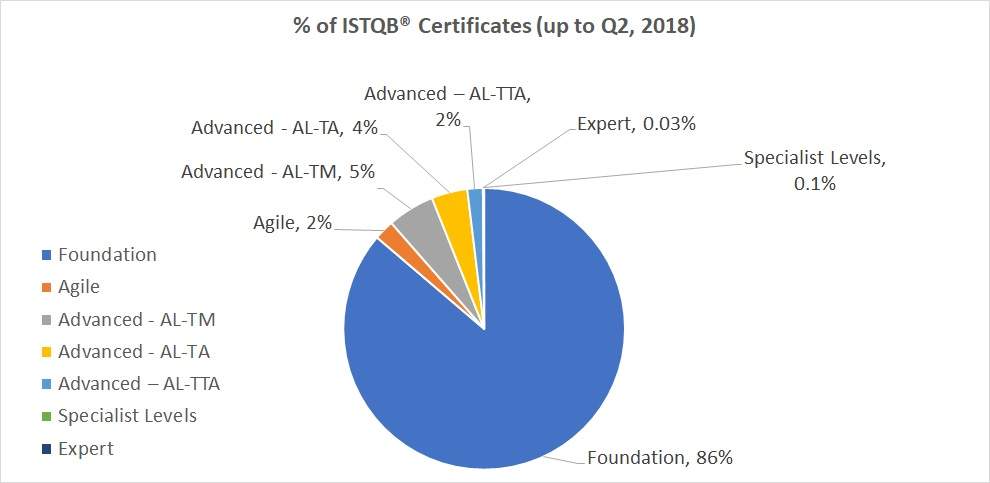 % of ISTQB® Certificates (up to Q2, 2018)
Advanced – AL-TTA,
2%
Expert, 0.03%
Advanced - AL-TA, 4%
Specialist Levels,
0.1%
Advanced - AL-TM, 5%
Agile, 2%
Foundation
Agile
Advanced - AL-TM
Advanced - AL-TA
Advanced – AL-TTA
Specialist Levels
Expert
Foundation, 86%